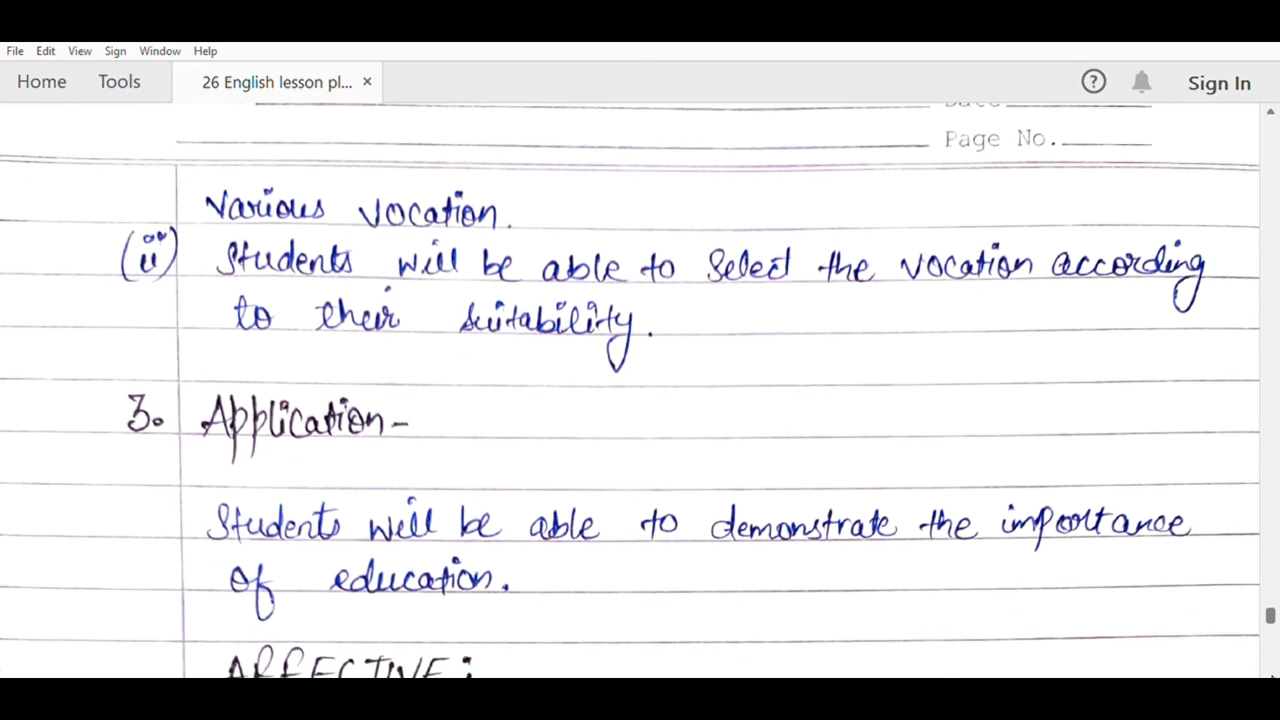 File Edit View Sign Window Help
Home Tools 26 English lesson pl... × ? Sign In
Page No.
Various vocation.
(ii) Students will be able to select the vocation according
to their suitability.
3. Application -
Students will be able to demonstrate the importance
of education.
AFFECTIVE: